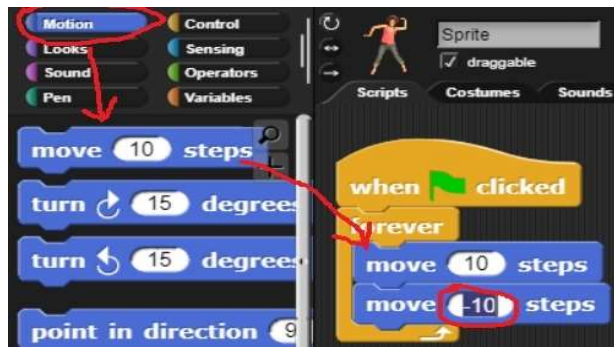 Motion Control
Looks Sensing
Sound Operators
Pen Variables
move 10 steps
turn 15 degrees
turn 15 degrees
point in direction 9
Sprite
draggable
Scripts Costumes Sounds
when clicked
forever
move 10 steps
move -10 steps